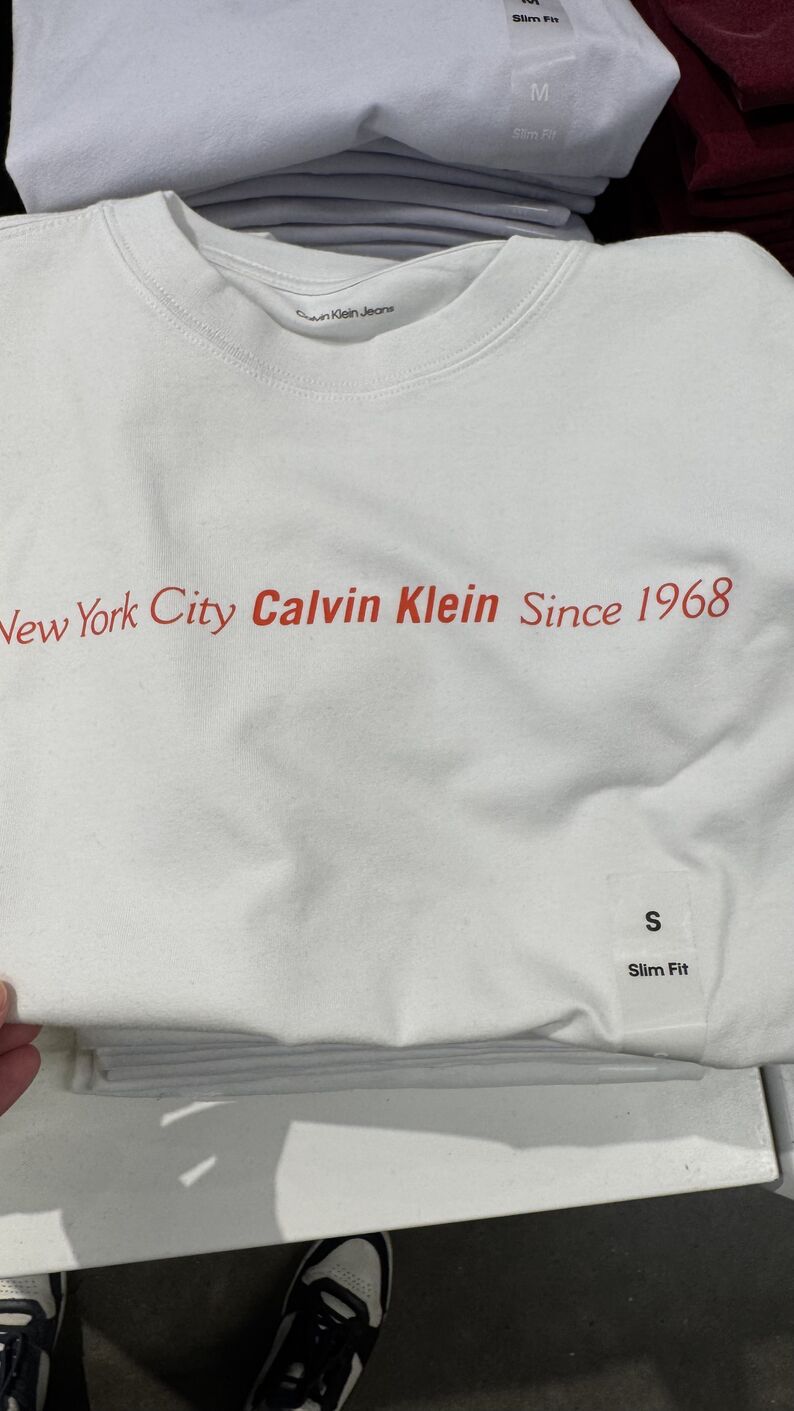 M
Slim Fit
M
Slim Fit
Calvin Klein Jeans
New York City Calvin Klein Since 1968
S
Slim Fit